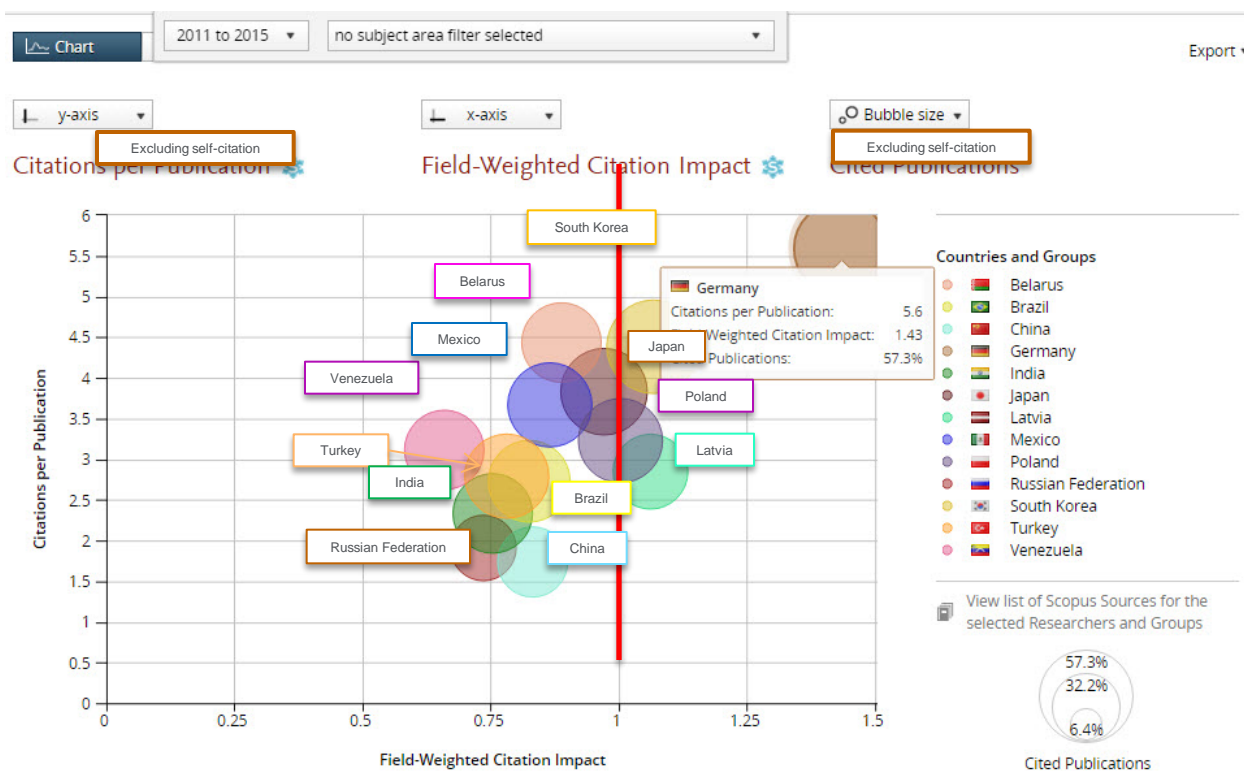 Chart
2011 to 2015
no subject area filter selected
Export
y-axis
x-axis
Bubble size
Excluding self-citation
Excluding self-citation
Citations per Publication
Field-Weighted Citation Impact
Cited Publications
6
5.5
5
4.5
4
3.5
3
2.5
2
1.5
1
0.5
0
Citations per Publication
0
0.25
0.5
0.75
1
1.25
1.5
Field-Weighted Citation Impact
South Korea
Belarus
Mexico
Japan
Venezuela
Poland
Turkey
Latvia
India
Brazil
Russian Federation
China
Germany
Citations per Publication: 5.6
Field-Weighted Citation Impact: 1.43
Publications: 57.3%
Countries and Groups
Belarus
Brazil
China
Germany
India
Japan
Latvia
Mexico
Poland
Russian Federation
South Korea
Turkey
Venezuela
View list of Scopus Sources for the
selected Researchers and Groups
57.3%
32.2%
6.4%
Cited Publications